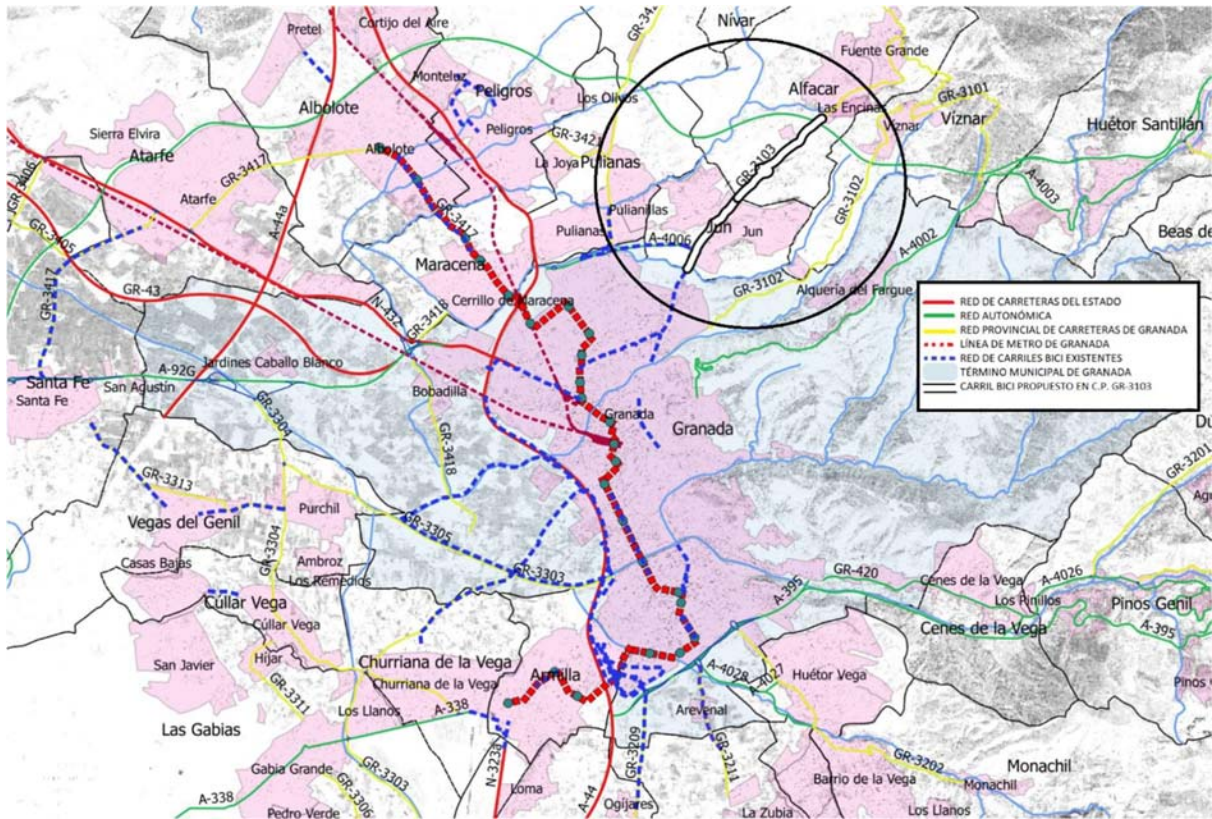 Cortijo del Aire
Pretel
Nívar
Fuente Grande
Monteluz
Peligros
Alfacar
Albolote
Los Olivos
Las Encinas
GR-3101
Víznar
Víznar
Huétor Santillán
Sierra Elvira
Atarfe
Peligros
GR-3421
La Joya
Pulianas
Albolote
GR-3417
GR-3103
A-4003
GR-3406
Atarfe
A-44a
GR-3417
Pulianillas
Jun
Jun
GR-3102
Pulianas
A-4006
A-4002
GR-3405
Maracena
GR-3102
Alquería del Fargue
GR-3417
GR-43
Cerrillo de Maracena
N-432
GR-3418
RED DE CARRETERAS DEL ESTADO
RED AUTONÓMICA
RED PROVINCIAL DE CARRETERAS DE GRANADA
LÍNEA DE METRO DE GRANADA
RED DE CARRILES BICI EXISTENTES
TÉRMINO MUNICIPAL DE GRANADA
CARRIL BICI PROPUESTO EN C.P. GR-3103
Jardines Caballo Blanco
A-92G
Santa Fe
San Agustín
Santa Fe
Bobadilla
Granada
Granada
GR-3418
GR-3201
GR-3313
Purchil
Vegas del Genil
GR-3304
GR-3305
Casas Bajas
Ambroz
Los Remedios
GR-3303
GR-420
Cenes de la Vega
A-4026
Los Pinillos
Pinos Genil
A-395
Cúllar Vega
Cúllar Vega
Cenes de la Vega
A-395
San Javier
Híjar
Churriana de la Vega
Churriana de la Vega
Armilla
A-4028
A-4027
Huétor Vega
GR-3311
Los Llanos
A-338
Arevenal
Las Gabias
GR-3209
GR-3211
GR-3202
Monachil
Gabia Grande
GR-3303
N-323a
Barrio de la Vega
Monachil
A-338
GR-3306
Loma
A-44
Pedro Verde
Ogíjares
La Zubia
Los Llanos